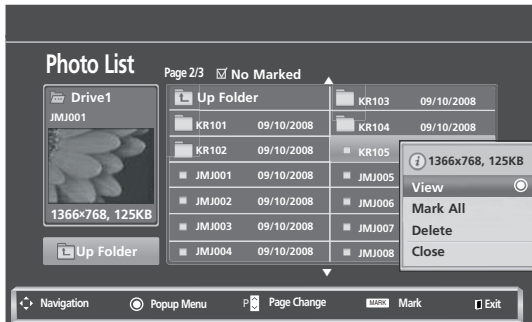 Photo List
Page 2/3 No Marked
Drive1
JMJ001
1366×768, 125KB
Up Folder
Up Folder
KR101 09/10/2008
KR102 09/10/2008
JMJ001 09/10/2008
JMJ002 09/10/2008
JMJ003 09/10/2008
JMJ004 09/10/2008
KR103 09/10/2008
KR104 09/10/2008
KR105
JMJ005
JMJ006
JMJ007
JMJ008
i 1366x768, 125KB
View
Mark All
Delete
Close
Navigation Popup Menu P Page Change MARK Mark Exit